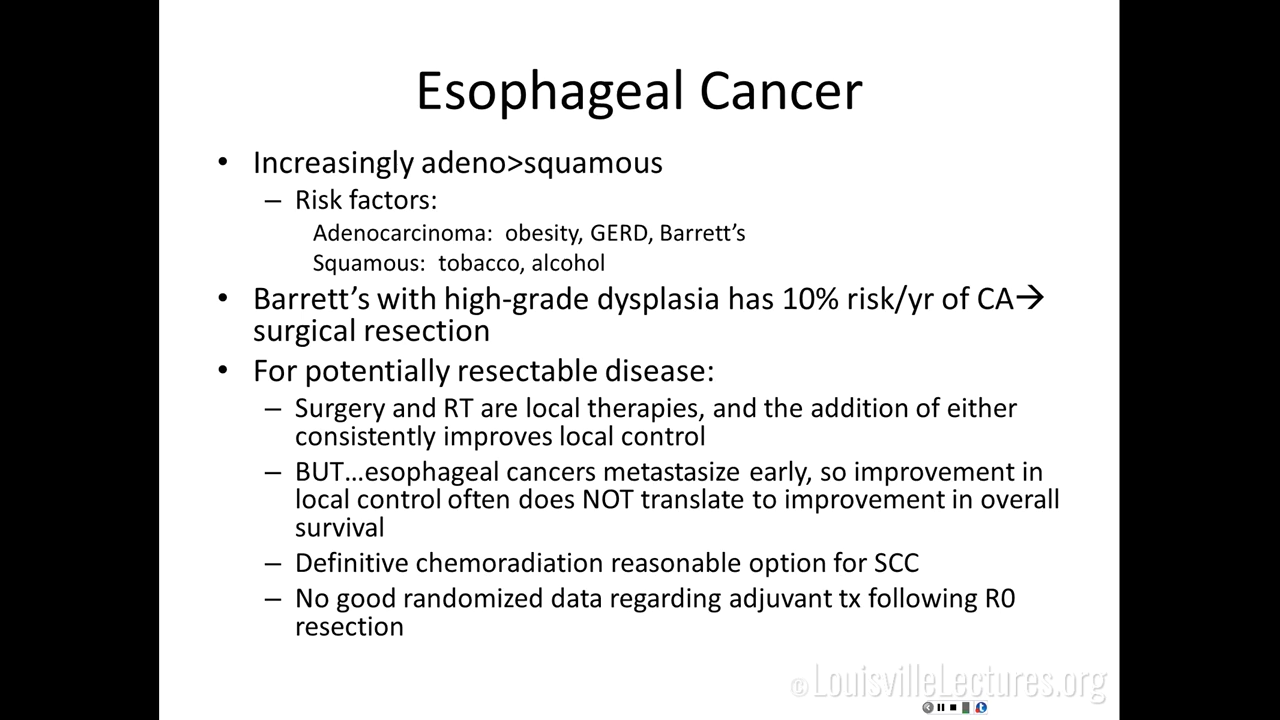 Esophageal Cancer
• Increasingly adeno>squamous
– Risk factors:
Adenocarcinoma: obesity, GERD, Barrett’s
Squamous: tobacco, alcohol
• Barrett’s with high-grade dysplasia has 10% risk/yr of CA→
surgical resection
• For potentially resectable disease:
– Surgery and RT are local therapies, and the addition of either
consistently improves local control
– BUT…esophageal cancers metastasize early, so improvement in
local control often does NOT translate to improvement in overall
survival
– Definitive chemoradiation reasonable option for SCC
– No good randomized data regarding adjuvant tx following R0
resection
© LouisvilleLectures.org